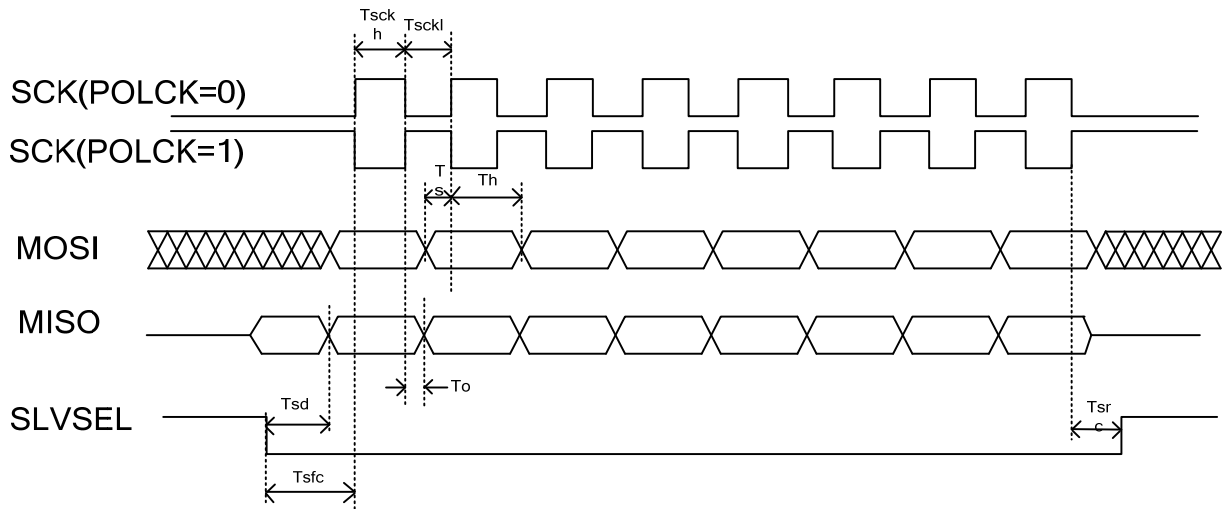 Tsck
h
Tsckl
SCK(POLCK=0)
SCK(POLCK=1)
T
s
Th
MOSI
MISO
To
SLVSEL
Tsd
Tsr
c
Tsfc